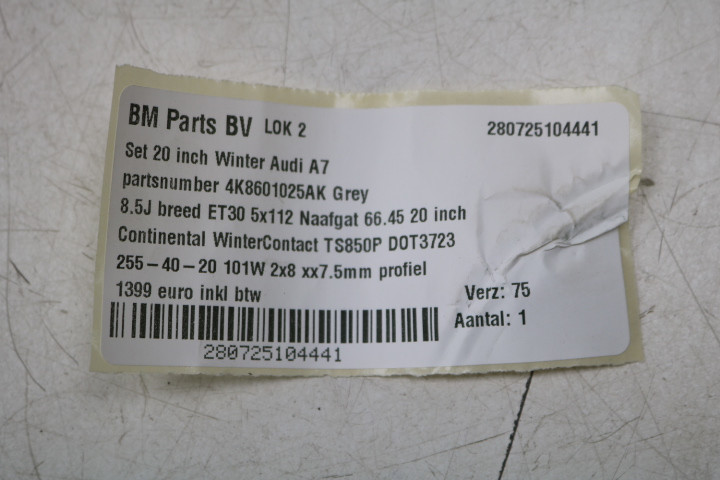 BM Parts BV LOK 2 280725104441
Set 20 inch Winter Audi A7
partsnumber 4K8601025AK Grey
8.5J breed ET30 5x112 Naafgat 66.45 20 inch
Continental WinterContact TS850P DOT3723
255-40-20 101W 2x8 xx7.5mm profiel
1399 euro inkl btw Verz: 75
Aantal: 1
280725104441